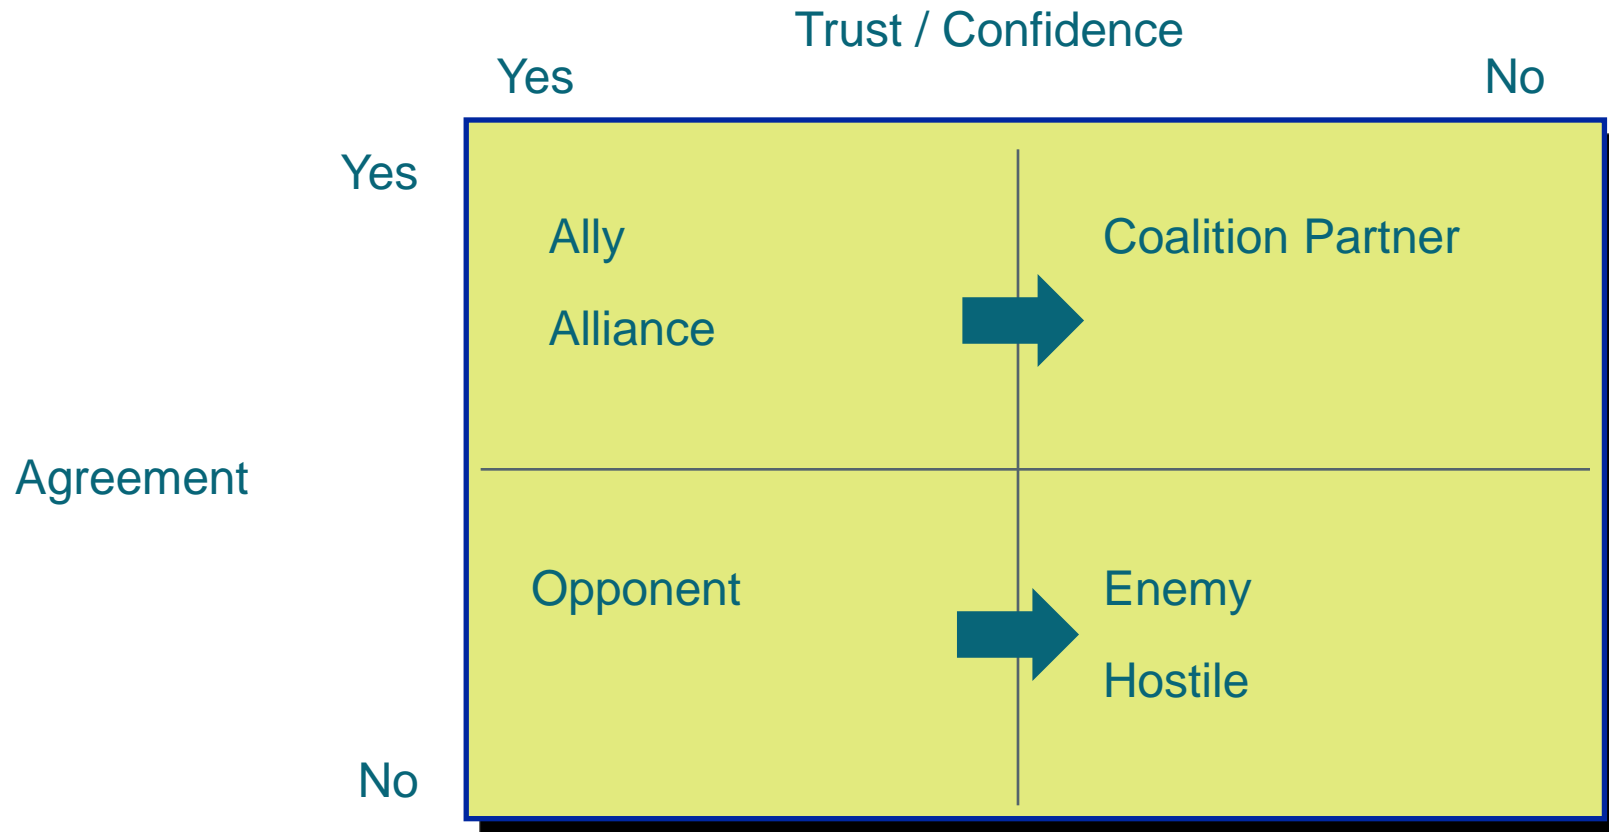 Trust / Confidence
Yes No
Yes
Ally Coalition Partner
Alliance
Agreement
Opponent Enemy
Hostile
No